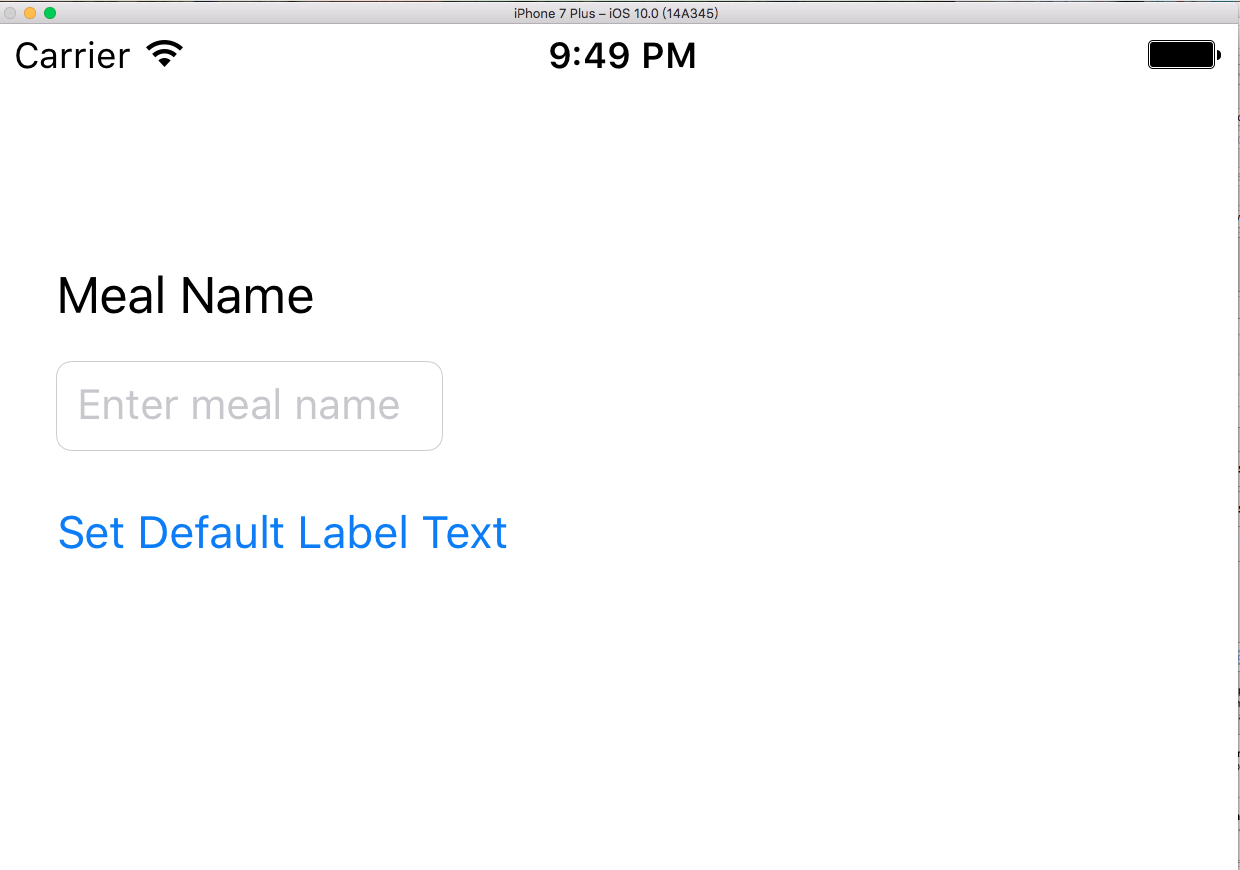 iPhone 7 Plus – iOS 10.0 (14A345)
Carrier 9:49 PM
Meal Name
Enter meal name
Set Default Label Text